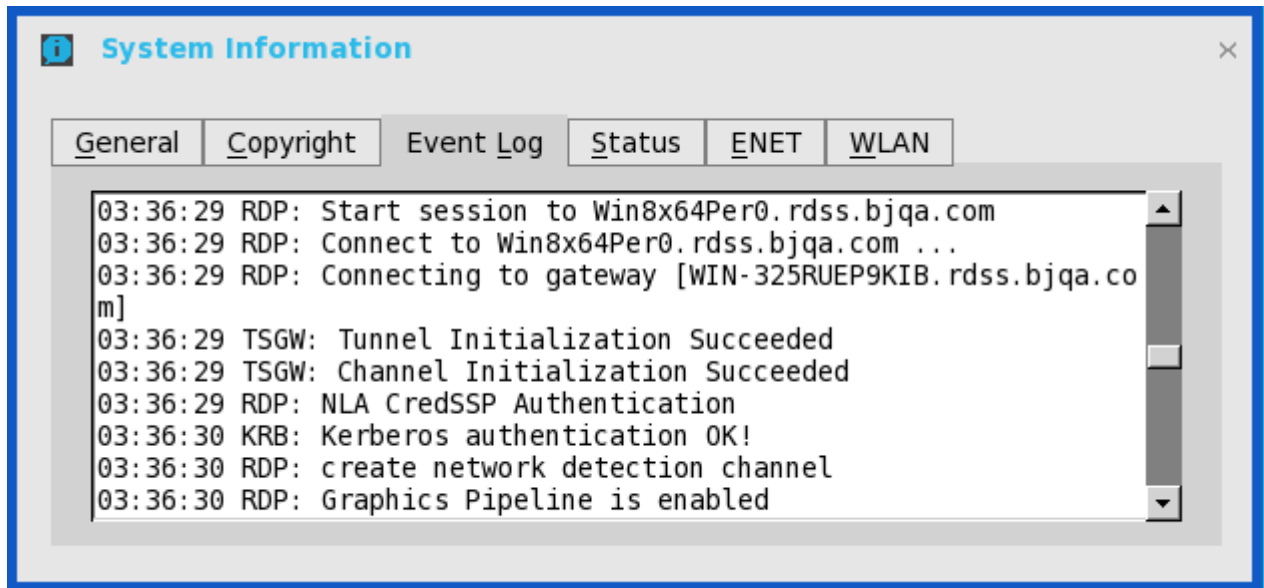 System Information
General Copyright Event Log Status ENET WLAN
03:36:29 RDP: Start session to Win8x64Per0.rdss.bjqa.com
03:36:29 RDP: Connect to Win8x64Per0.rdss.bjqa.com ...
03:36:29 RDP: Connecting to gateway [WIN-325RUEP9KIB.rdss.bjqa.co
m]
03:36:29 TSGW: Tunnel Initialization Succeeded
03:36:29 TSGW: Channel Initialization Succeeded
03:36:29 RDP: NLA CredSSP Authentication
03:36:30 KRB: Kerberos authentication OK!
03:36:30 RDP: create network detection channel
03:36:30 RDP: Graphics Pipeline is enabled